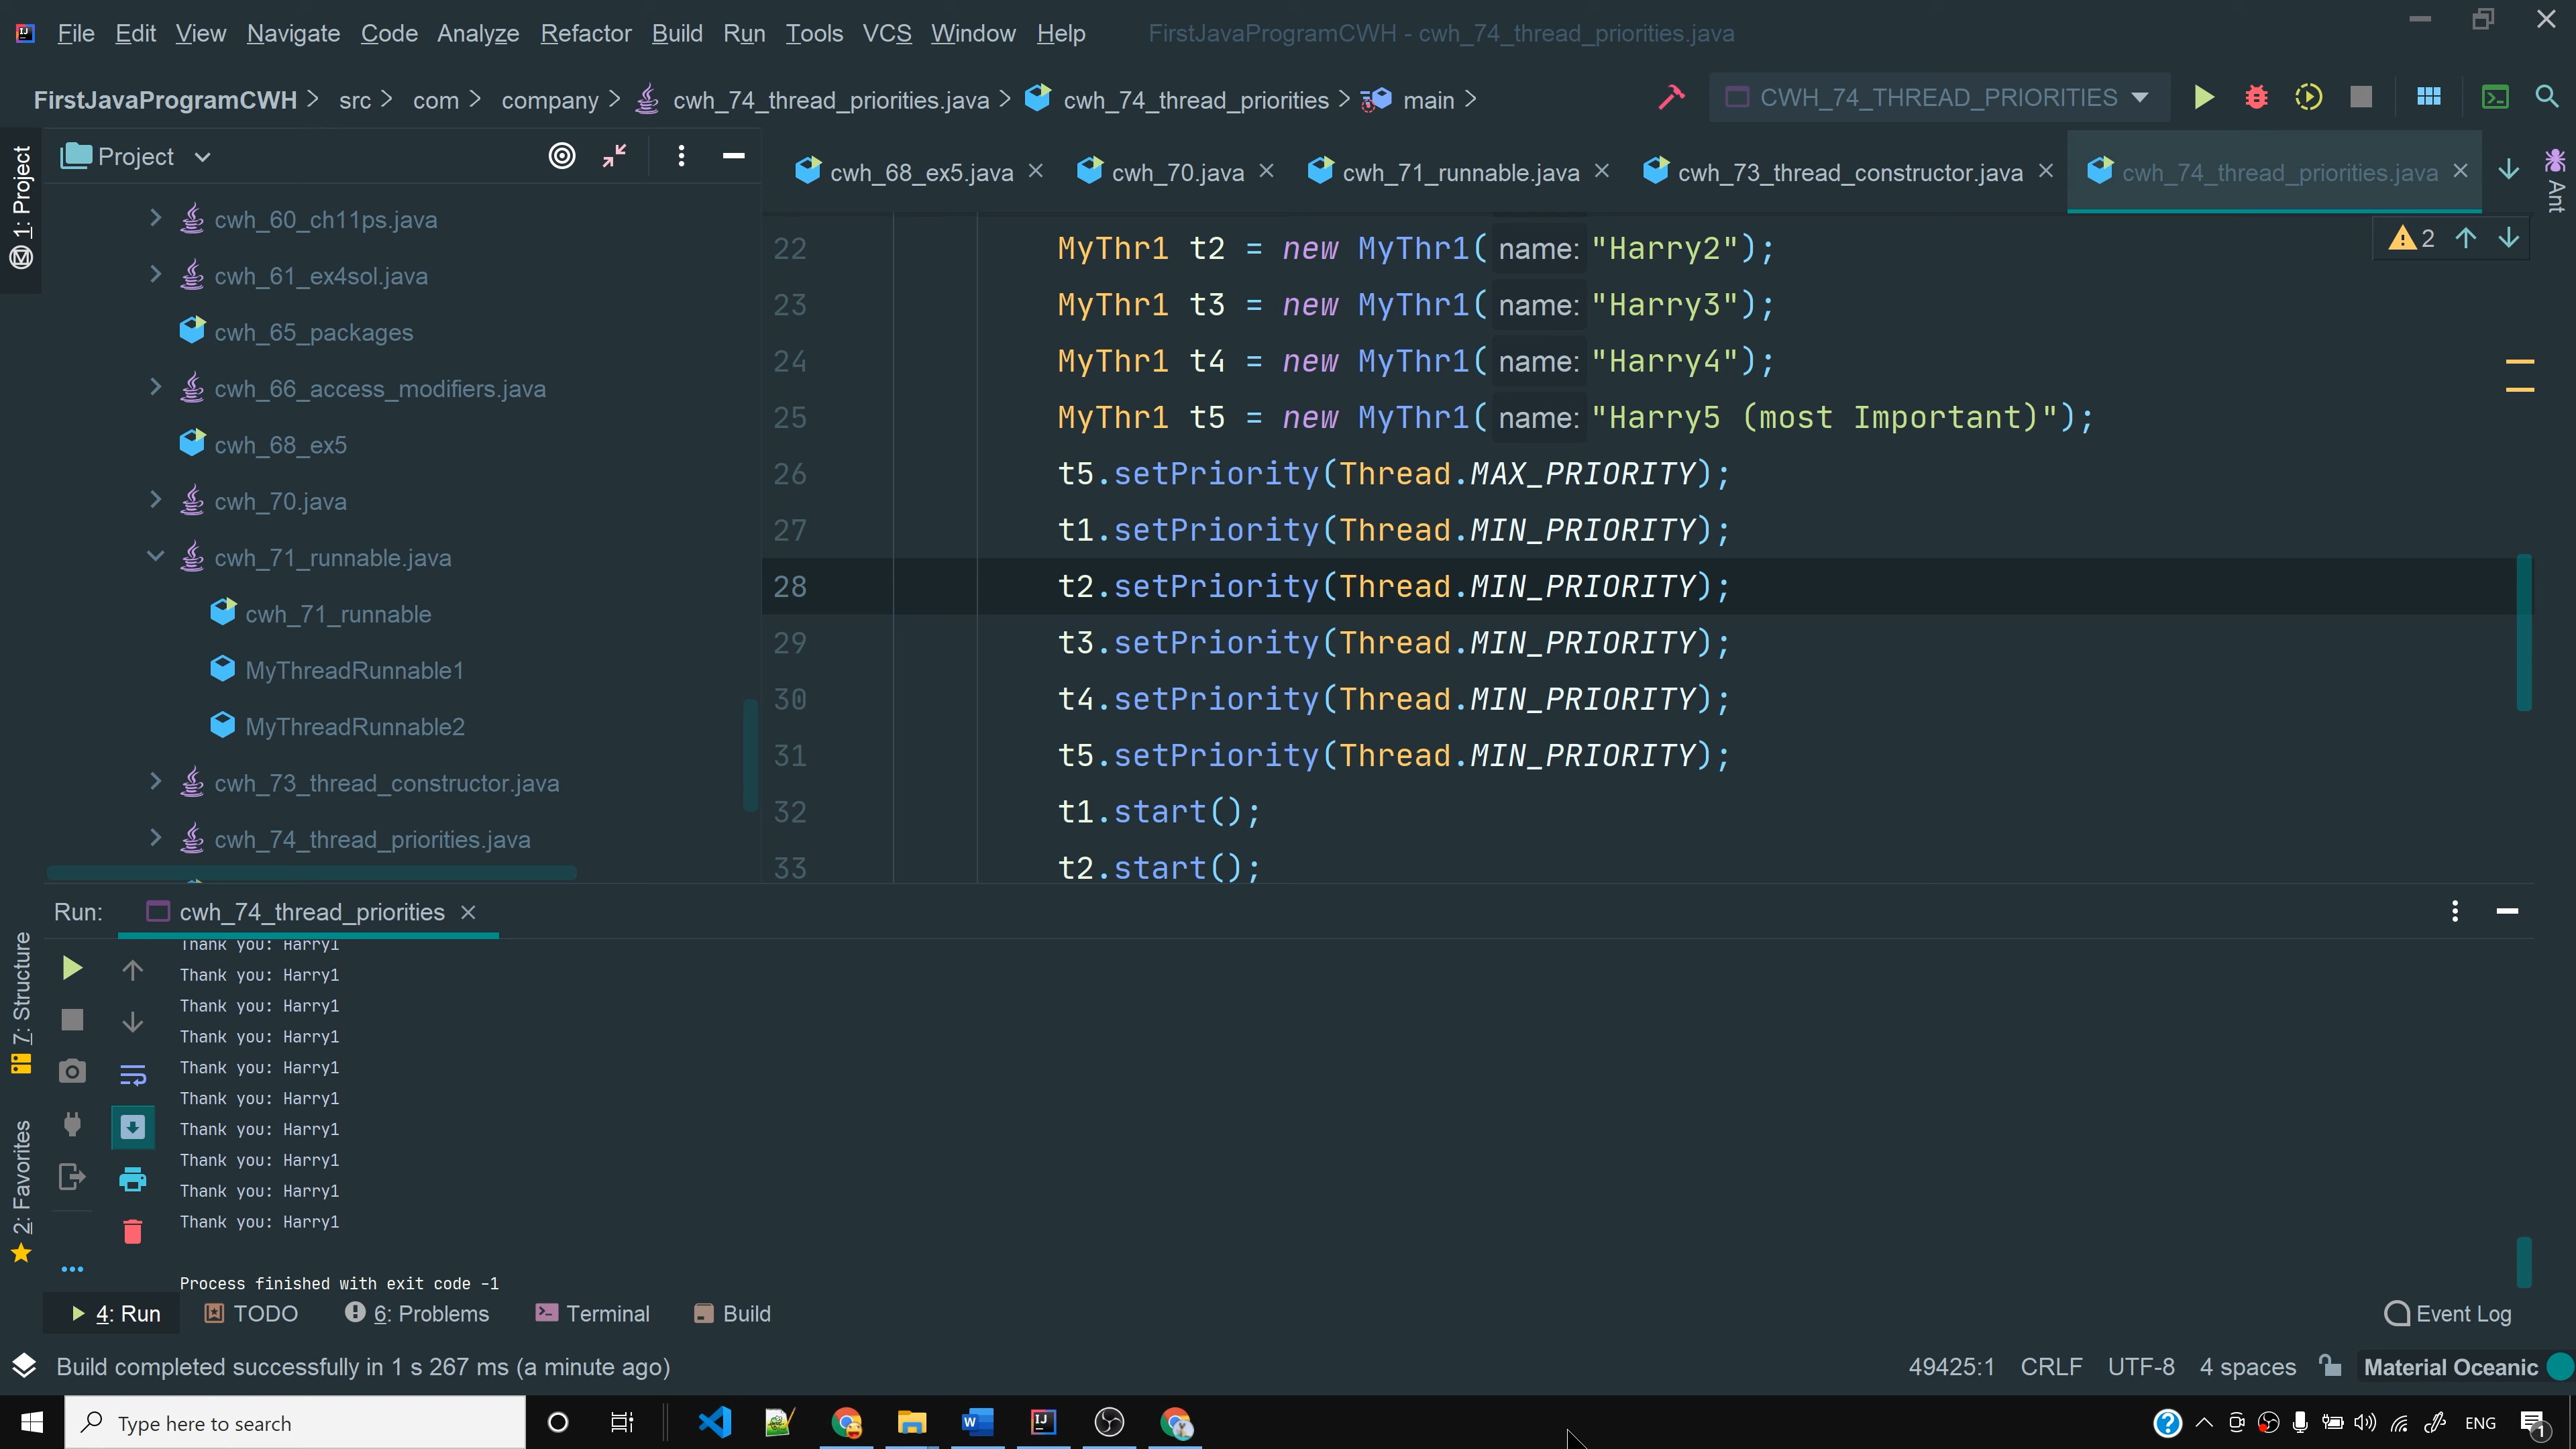 File Edit View Navigate Code Analyze Refactor Build Run Tools VCS Window Help FirstJavaProgramCWH - cwh_74_thread_priorities.java
FirstJavaProgramCWH src com company cwh_74_thread_priorities.java cwh_74_thread_priorities main CWH_74_THREAD_PRIORITIES
1: Project
Project
cwh_68_ex5.java cwh_70.java cwh_71_runnable.java cwh_73_thread_constructor.java cwh_74_thread_priorities.java
Ant
cwh_60_ch11ps.java
cwh_61_ex4sol.java
cwh_65_packages
cwh_66_access_modifiers.java
cwh_68_ex5
cwh_70.java
cwh_71_runnable.java
cwh_71_runnable
MyThreadRunnable1
MyThreadRunnable2
cwh_73_thread_constructor.java
cwh_74_thread_priorities.java
2
22 MyThr1 t2 = new MyThr1( name: "Harry2");
23 MyThr1 t3 = new MyThr1( name: "Harry3");
24 MyThr1 t4 = new MyThr1( name: "Harry4");
25 MyThr1 t5 = new MyThr1( name: "Harry5 (most Important)");
26 t5.setPriority(Thread.MAX_PRIORITY);
27 t1.setPriority(Thread.MIN_PRIORITY);
28 t2.setPriority(Thread.MIN_PRIORITY);
29 t3.setPriority(Thread.MIN_PRIORITY);
30 t4.setPriority(Thread.MIN_PRIORITY);
31 t5.setPriority(Thread.MIN_PRIORITY);
32 t1.start();
33 t2.start();
Run: cwh_74_thread_priorities
7: Structure
2: Favorites
Thank you: Harry1
Thank you: Harry1
Thank you: Harry1
Thank you: Harry1
Thank you: Harry1
Thank you: Harry1
Thank you: Harry1
Thank you: Harry1
Thank you: Harry1
Thank you: Harry1
Process finished with exit code -1
4: Run TODO 6: Problems Terminal Build Event Log
Build completed successfully in 1 s 267 ms (a minute ago) 49425:1 CRLF UTF-8 4 spaces Material Oceanic
Type here to search ENG 1